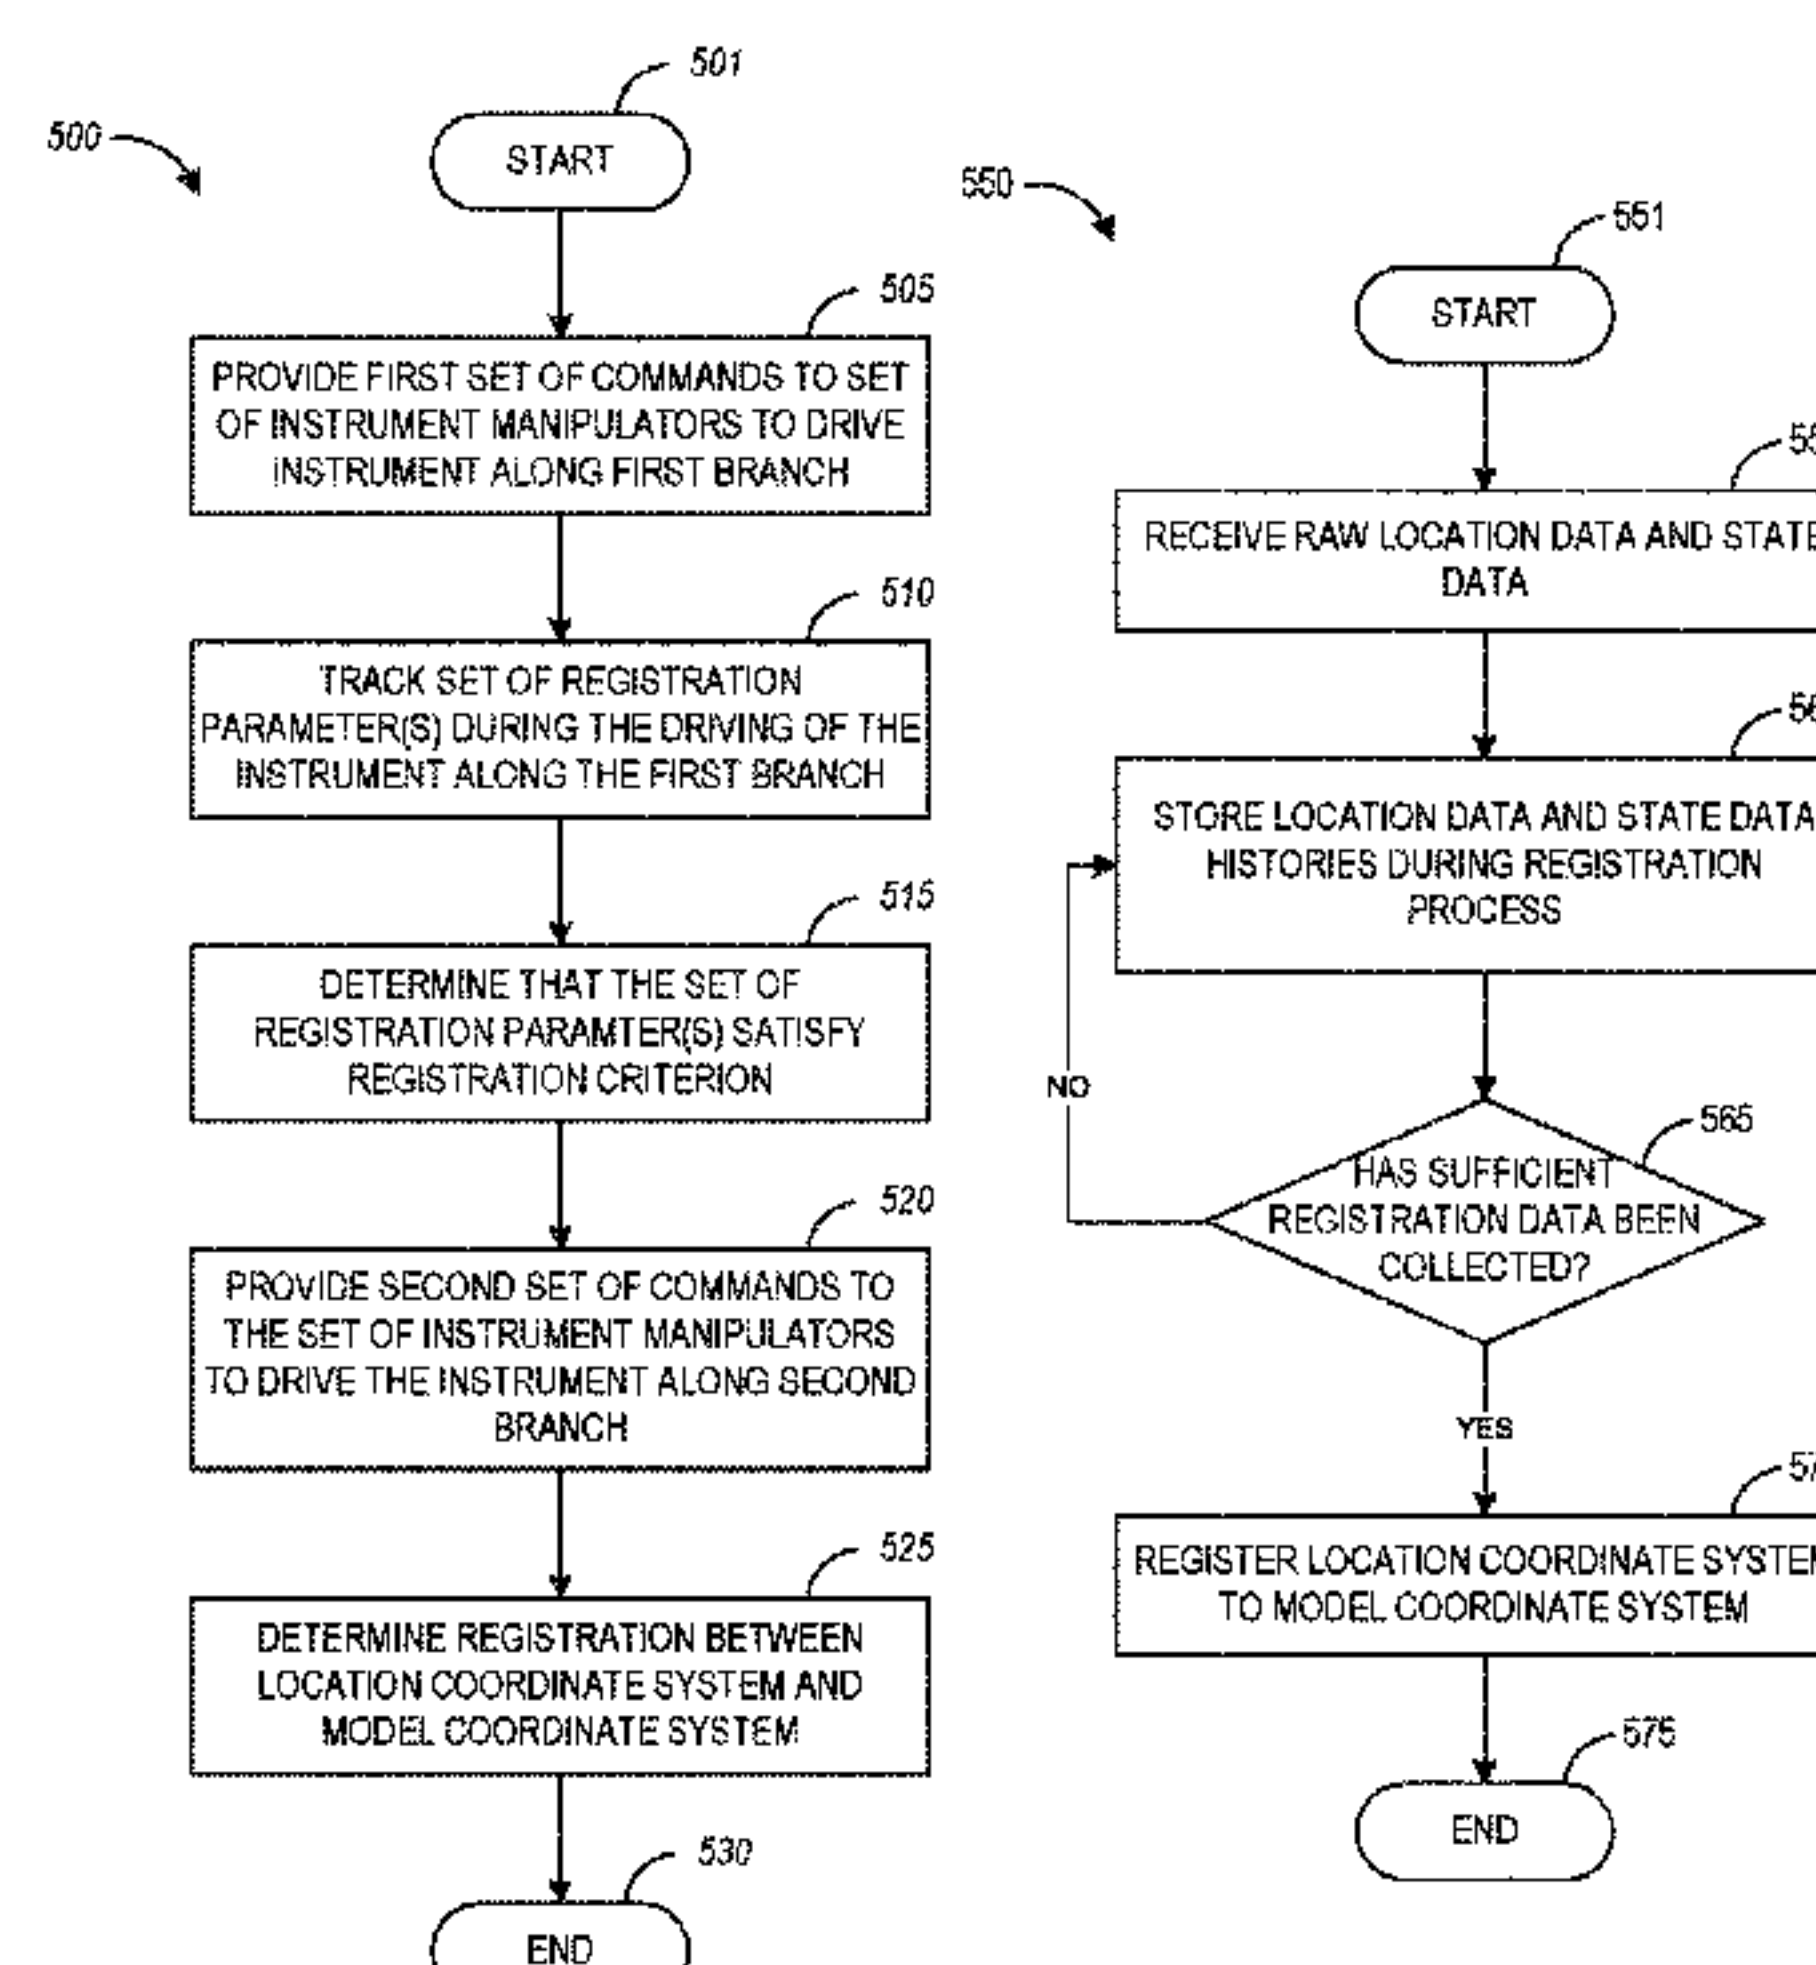 500
501
START
505
PROVIDE FIRST SET OF COMMANDS TO SET
OF INSTRUMENT MANIPULATORS TO DRIVE
INSTRUMENT ALONG FIRST BRANCH
510
TRACK SET OF REGISTRATION
PARAMETER(S) DURING THE DRIVING OF THE
INSTRUMENT ALONG THE FIRST BRANCH
515
DETERMINE THAT THE SET OF
REGISTRATION PARAMTER(S) SATISFY
REGISTRATION CRITERION
520
PROVIDE SECOND SET OF COMMANDS TO
THE SET OF INSTRUMENT MANIPULATORS
TO DRIVE THE INSTRUMENT ALONG SECOND
BRANCH
525
DETERMINE REGISTRATION BETWEEN
LOCATION COORDINATE SYSTEM AND
MODEL COORDINATE SYSTEM
530
END
550
551
START
RECEIVE RAW LOCATION DATA AND STATE
DATA
STORE LOCATION DATA AND STATE DATA
HISTORIES DURING REGISTRATION
PROCESS
NO
565
HAS SUFFICIENT
REGISTRATION DATA BEEN
COLLECTED?
YES
REGISTER LOCATION COORDINATE SYSTEM
TO MODEL COORDINATE SYSTEM
575
END